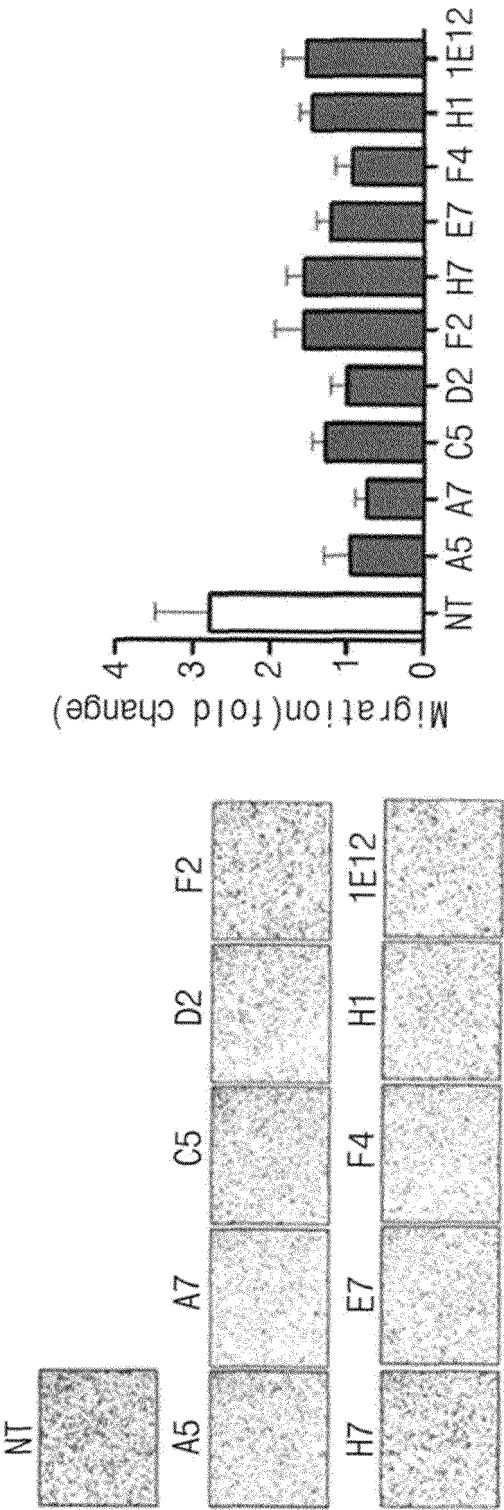 NT
A5 A7 C5 D2 F2
H7 E7 F4 H1 1E12
Migration(fold change)
4
3
2
1
0
NT A5 A7 C5 D2 F2 H7 E7 F4 H1 1E12